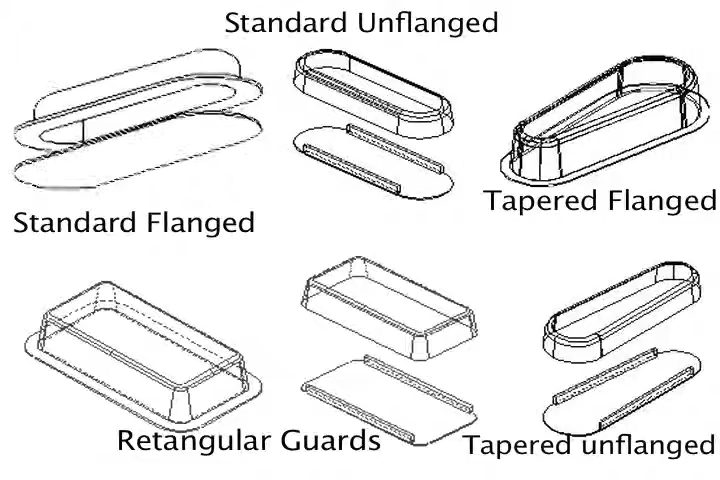 Standard Unflanged
Tapered Flanged
Standard Flanged
Retangular Guards
Tapered unflanged